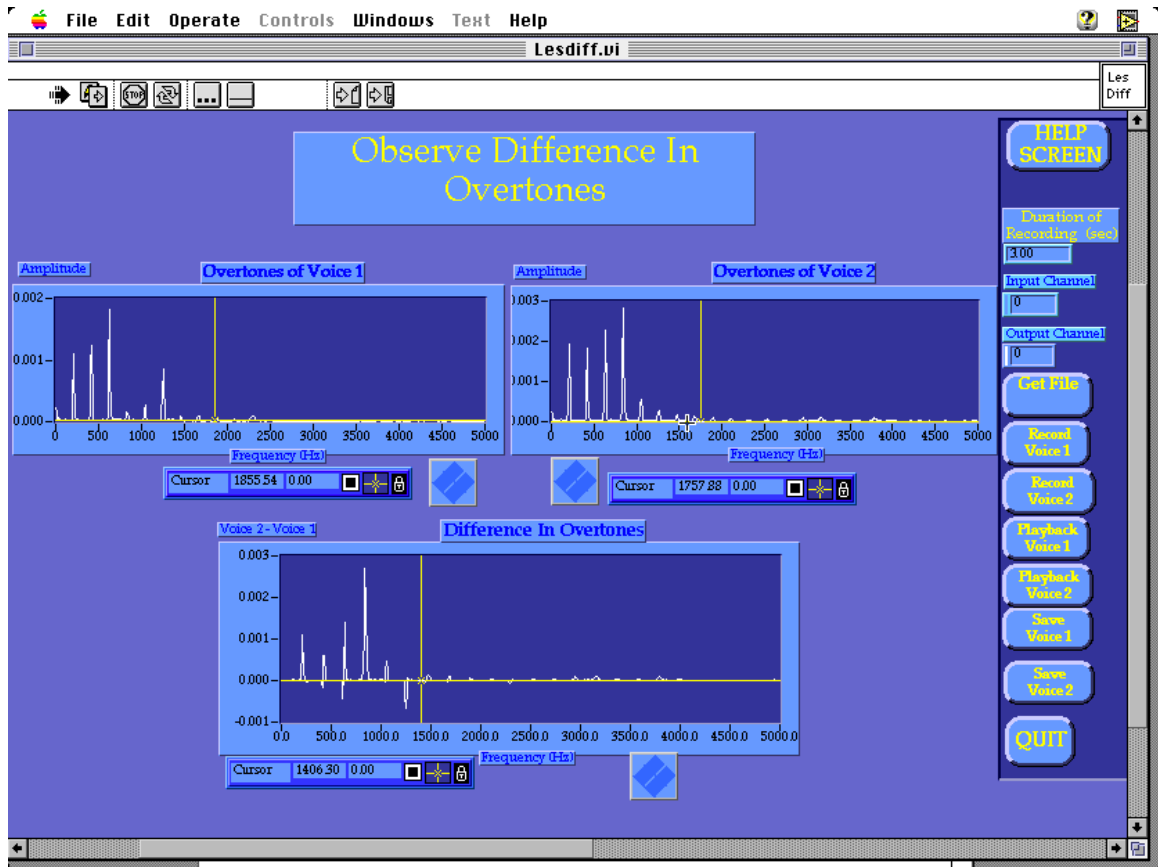 File Edit Operate Controls Windows Text Help
Lesdiff.vi
Les
Diff
STOP
Observe Difference In
Overtones
HELP
SCREEN
Duration of
Recording (sec)
3.00
Input Channel
0
Output Channel
0
Get File
Record
Voice 1
Record
Voice 2
Playback
Voice 1
Playback
Voice 2
Save
Voice 1
Save
Voice 2
QUIT
Amplitude
Overtones of Voice 1
0.002
0.001
0.000
0 500 1000 1500 2000 2500 3000 3500 4000 4500 5000
Frequency (Hz)
Cursor 1855.54 0.00
Amplitude
Overtones of Voice 2
0.003
0.002
0.001
0.000
0 500 1000 1500 2000 2500 3000 3500 4000 4500 5000
Frequency (Hz)
Cursor 1757.88 0.00
Voice 2 - Voice 1
Difference In Overtones
0.003
0.002
0.001
0.000
-0.001
0.0 500.0 1000.0 1500.0 2000.0 2500.0 3000.0 3500.0 4000.0 4500.0 5000.0
Frequency (Hz)
Cursor 1406.30 0.00